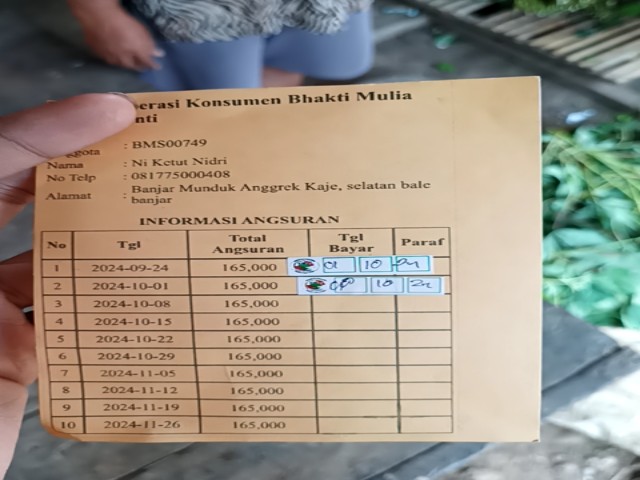 erasi Konsumen Bhakti Mulia
nti
ggota : BMS00749
Nama : Ni Ketut Nidri
No Telp : 081775000408
Alamat : Banjar Munduk Anggrek Kaje, selatan bale
banjar
INFORMASI ANGSURAN
No Tgl Total Angsuran Tgl Bayar Paraf
1 2024-09-24 165,000 01 10 24
2 2024-10-01 165,000 10 24
3 2024-10-08 165,000
4 2024-10-15 165,000
5 2024-10-22 165,000
6 2024-10-29 165,000
7 2024-11-05 165,000
8 2024-11-12 165,000
9 2024-11-19 165,000
10 2024-11-26 165,000